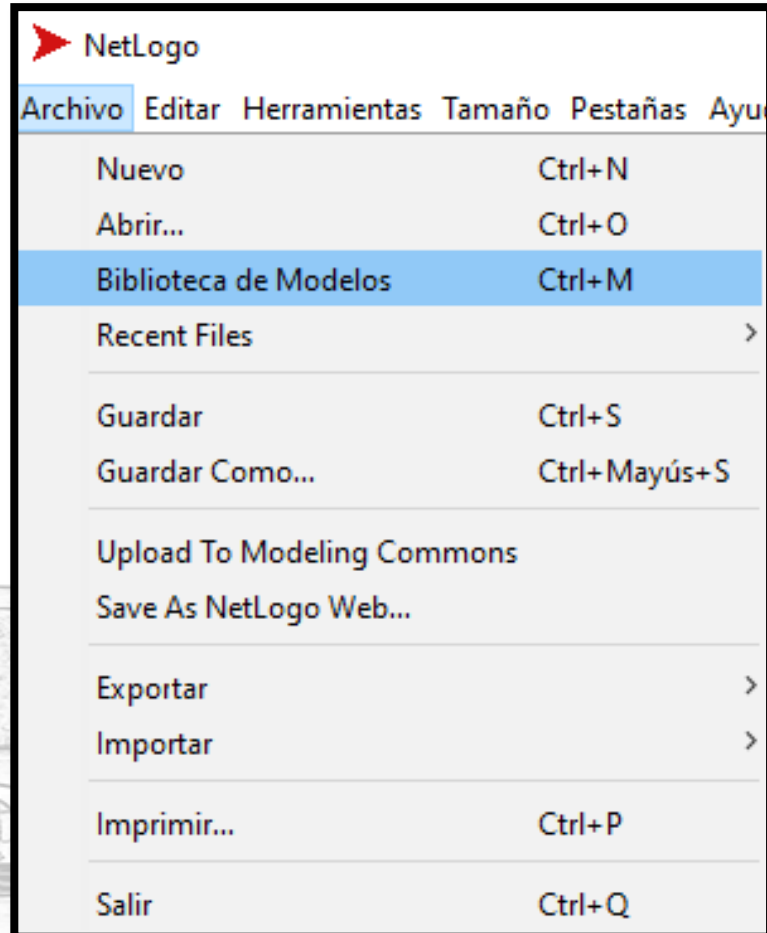 NetLogo
Archivo Editar Herramientas Tamaño Pestañas
Nuevo Ctrl+N
Abrir... Ctrl+O
Biblioteca de Modelos Ctrl+M
Recent Files
Guardar Ctrl+S
Guardar Como... Ctrl+Mayús+S
Upload To Modeling Commons
Save As NetLogo Web...
Exportar
Importar
Imprimir... Ctrl+P
Salir Ctrl+Q